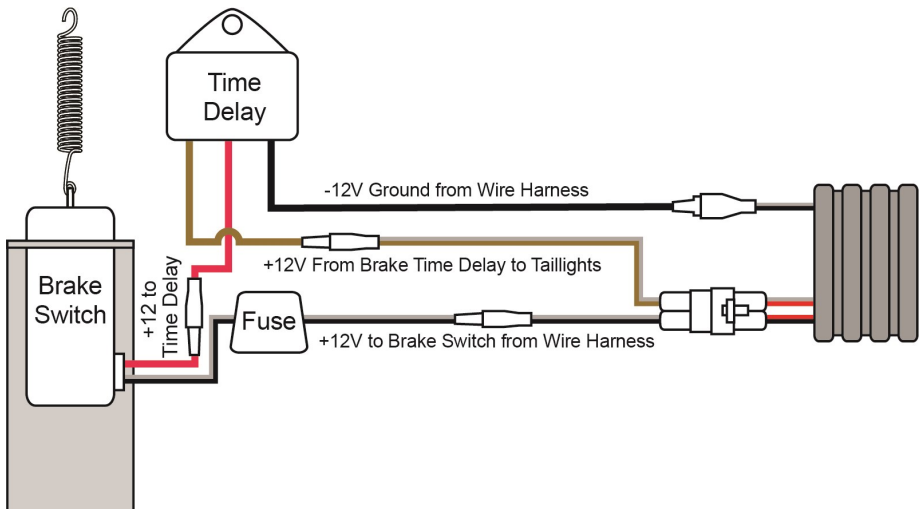 Time
Delay
-12V Ground from Wire Harness
+12V From Brake Time Delay to Taillights
Brake
Switch
+12 to
Time Delay
Fuse
+12V to Brake Switch from Wire Harness